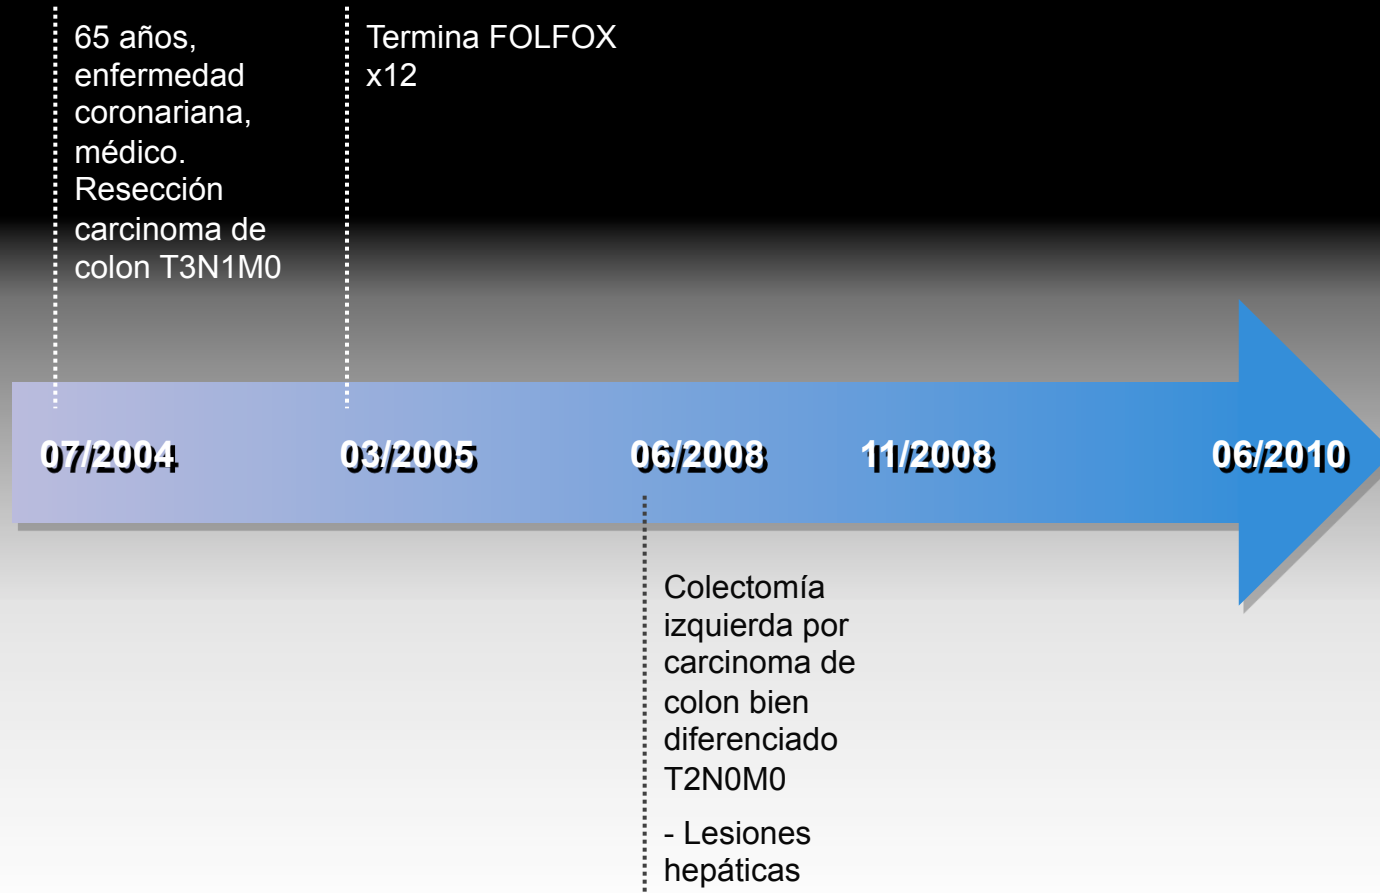 65 años,
enfermedad
coronariana,
médico.
Resección
carcinoma de
colon T3N1M0
Termina FOLFOX
x12
07/2004
03/2005
06/2008
11/2008
06/2010
Colectomía
izquierda por
carcinoma de
colon bien
diferenciado
T2N0M0
- Lesiones
hepáticas